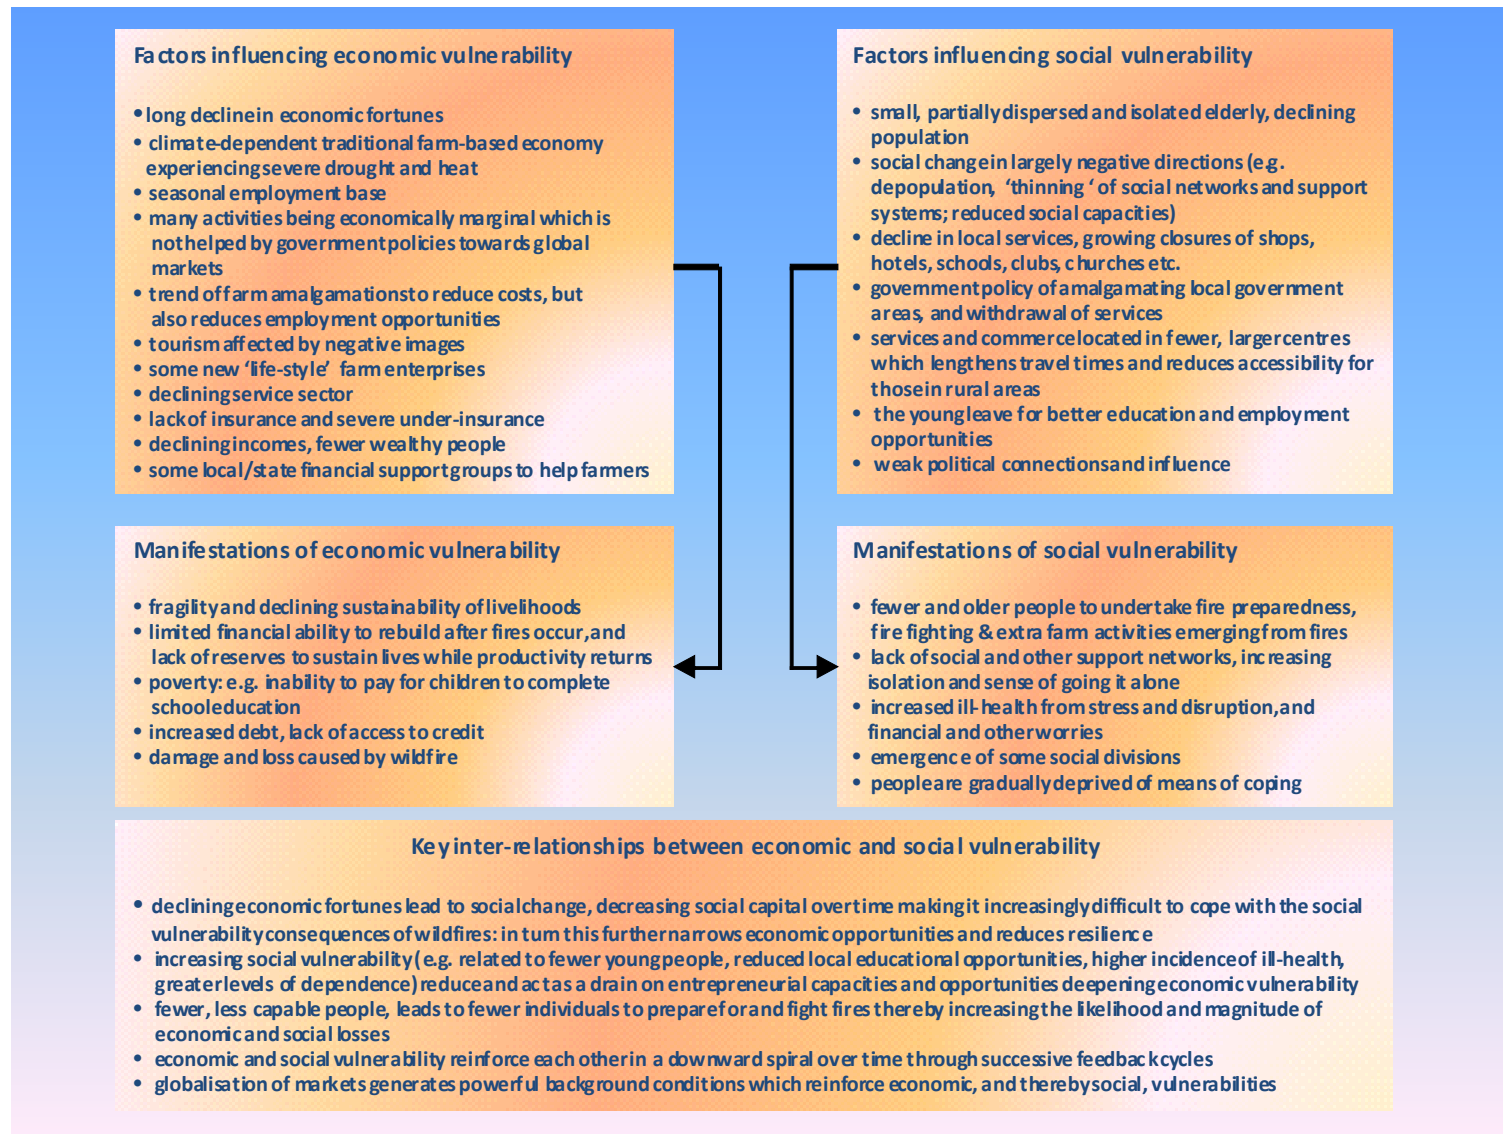 Factors influencing economic vulnerability
• long decline in economic fortunes
• climate-dependent traditional farm-based economy
experiencing severe drought and heat
• seasonal employment base
• many activities being economically marginal which is
not helped by government policies towards global
markets
• trend of farm amalgamations to reduce costs, but
also reduces employment opportunities
• tourism affected by negative images
• some new ‘life-style’ farm enterprises
• declining service sector
• lack of insurance and severe under-insurance
• declining incomes, fewer wealthy people
• some local/state financial support groups to help farmers
Factors influencing social vulnerability
• small, partially dispersed and isolated elderly, declining
population
• social change in largely negative directions (e.g.
depopulation, ‘thinning ‘ of social networks and support
systems; reduced social capacities)
• decline in local services, growing closures of shops,
hotels, schools, clubs, churches etc.
• government policy of amalgamating local government
areas, and withdrawal of services
• services and commerce located in fewer, larger centres
which lengthens travel times and reduces accessibility for
those in rural areas
• the young leave for better education and employment
opportunities
• weak political connections and influence
Manifestations of economic vulnerability
• fragility and declining sustainability of livelihoods
• limited financial ability to rebuild after fires occur, and
lack of reserves to sustain lives while productivity returns
• poverty: e.g. inability to pay for children to complete
school education
• increased debt, lack of access to credit
• damage and loss caused by wildfire
Manifestations of social vulnerability
• fewer and older people to undertake fire preparedness,
fire fighting & extra farm activities emerging from fires
• lack of social and other support networks, increasing
isolation and sense of going it alone
• increased ill-health from stress and disruption, and
financial and other worries
• emergence of some social divisions
• people are gradually deprived of means of coping
Key inter-relationships between economic and social vulnerability
• declining economic fortunes lead to social change, decreasing social capital over time making it increasingly difficult to cope with the social
vulnerability consequences of wildfires: in turn this further narrows economic opportunities and reduces resilience
• increasing social vulnerability (e.g. related to fewer young people, reduced local educational opportunities, higher incidence of ill-health,
greater levels of dependence) reduce and act as a drain on entrepreneurial capacities and opportunities deepening economic vulnerability
• fewer, less capable people, leads to fewer individuals to prepare for and fight fires thereby increasing the likelihood and magnitude of
economic and social losses
• economic and social vulnerability reinforce each other in a downward spiral over time through successive feedback cycles
• globalisation of markets generates powerful background conditions which reinforce economic, and thereby social, vulnerabilities